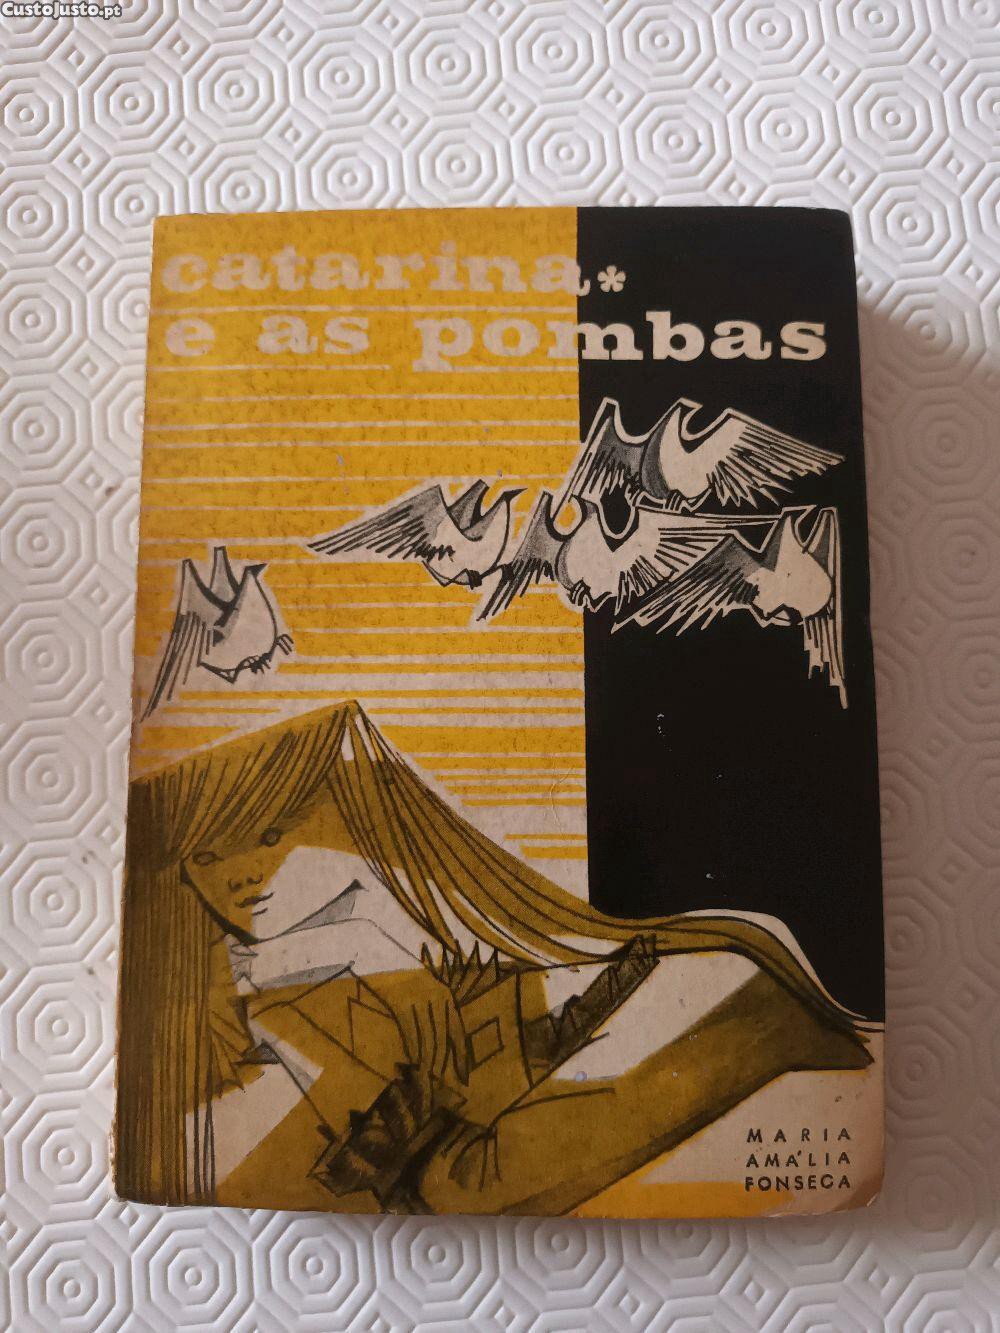 CustoJusto.pt
catarina*
e as pombas
MARIA
AMÁLIA
FONSECA